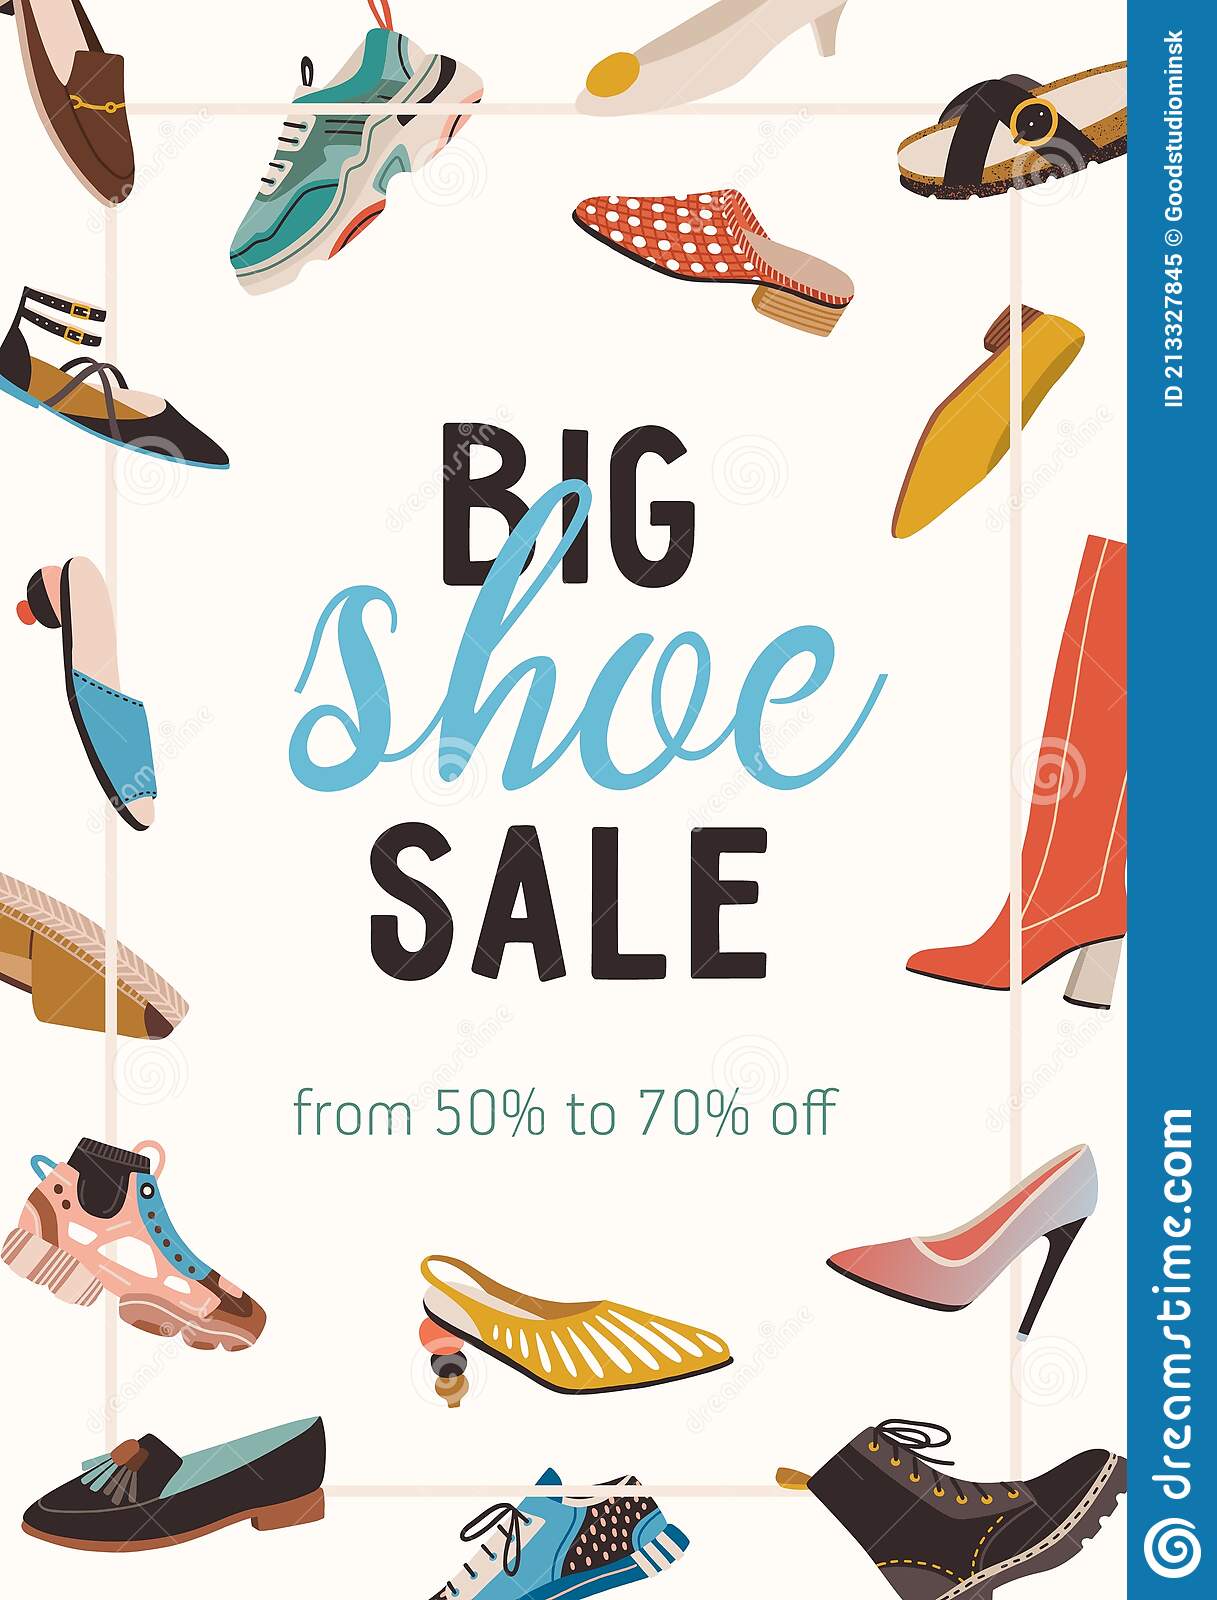 BIG
shoe
SALE
from 50% to 70% off
ID 213327845 © Goodstudiominsk
dreamstime.com